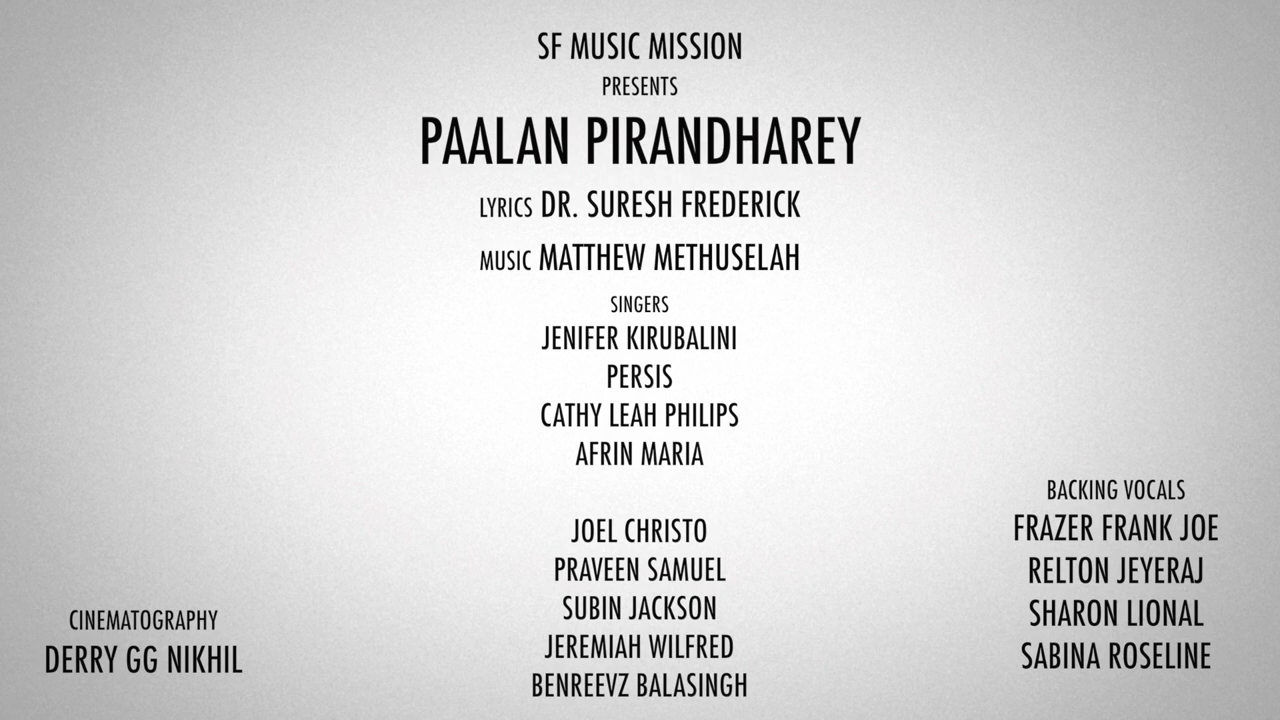 SF MUSIC MISSION
PRESENTS
PAALAN PIRANDHAREY
LYRICS DR. SURESH FREDERICK
MUSIC MATTHEW METHUSELAH
SINGERS
JENIFER KIRUBALINI
PERSIS
CATHY LEAH PHILIPS
AFRIN MARIA
JOEL CHRISTO
PRAVEEN SAMUEL
SUBIN JACKSON
JEREMIAH WILFRED
BENREEVZ BALASINGH
CINEMATOGRAPHY
DERRY GG NIKHIL
BACKING VOCALS
FRAZER FRANK JOE
RELTON JEYERAJ
SHARON LIONAL
SABINA ROSELINE